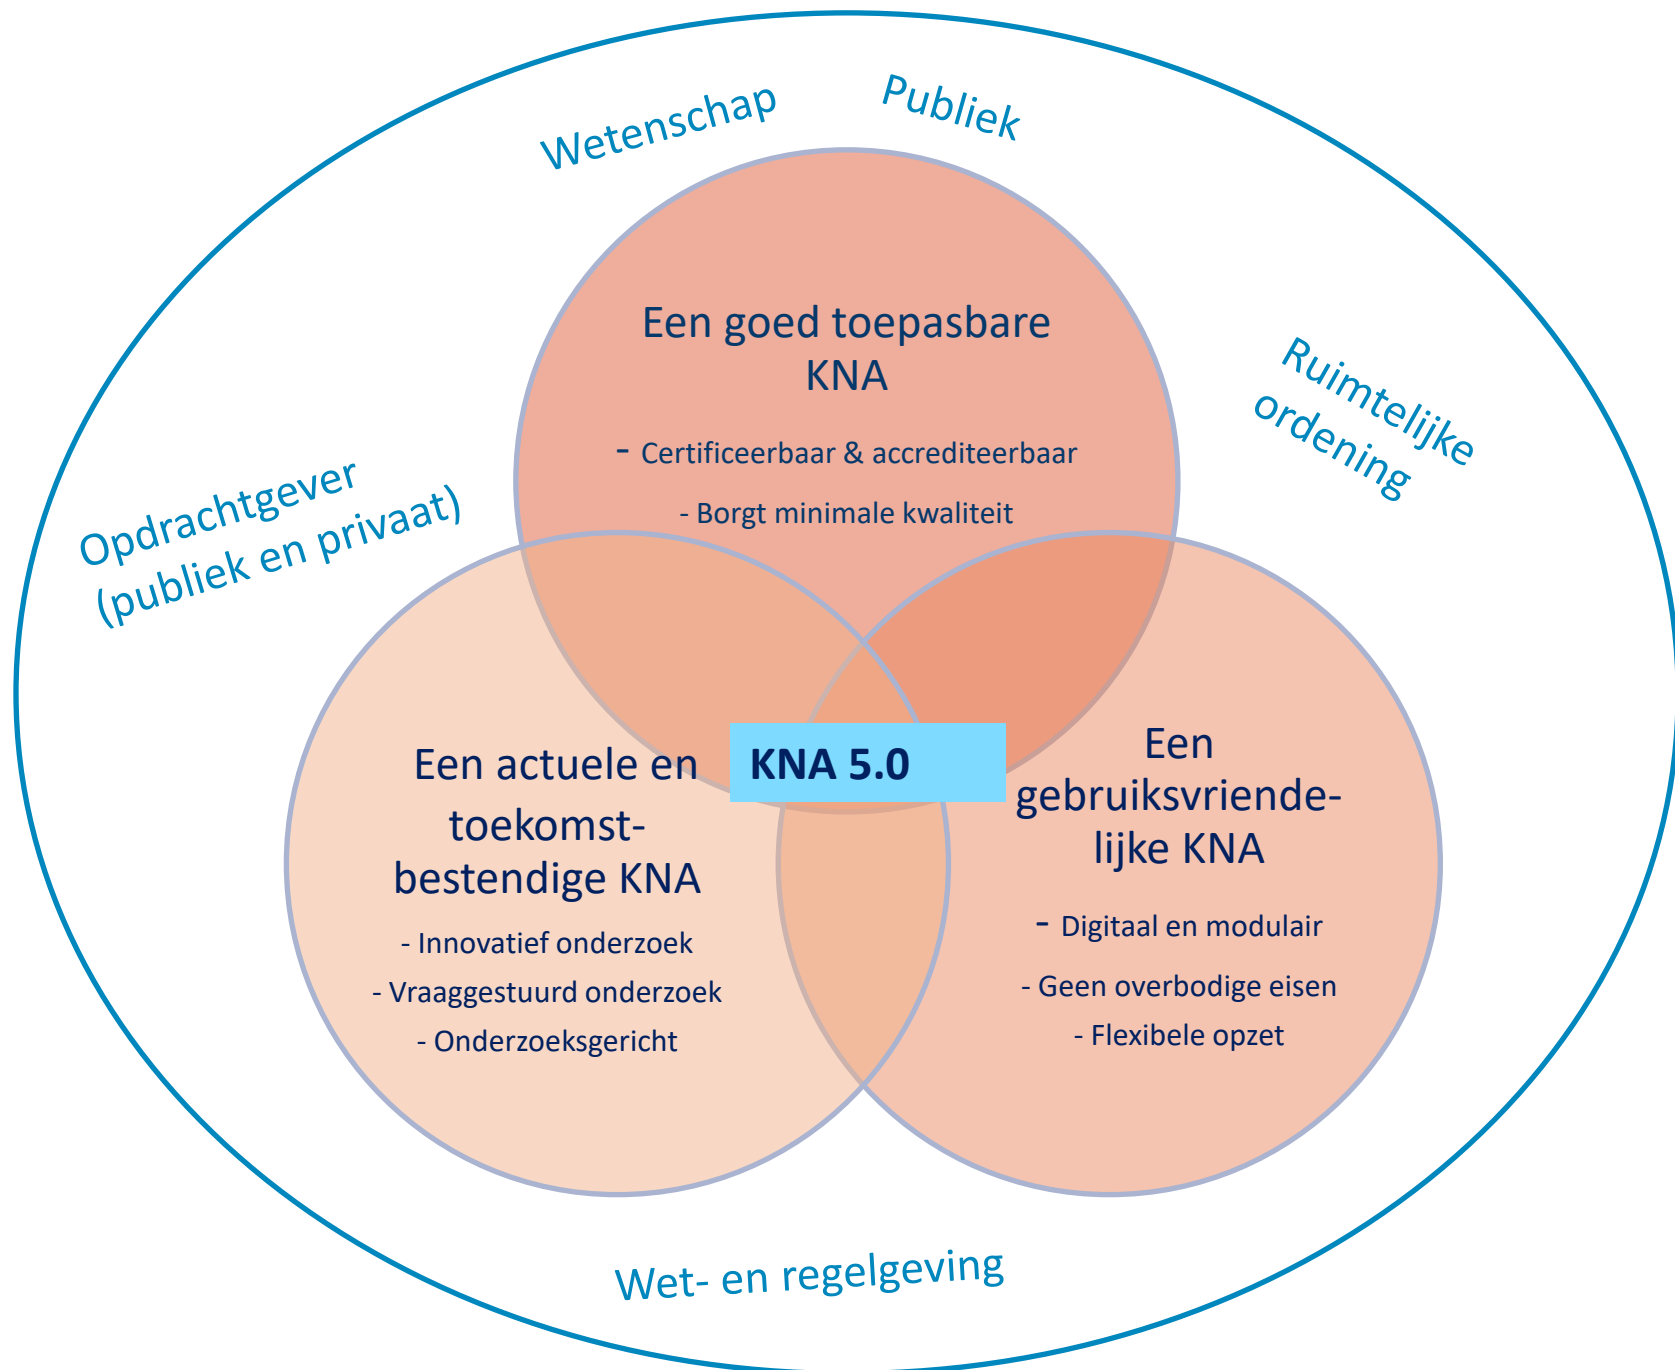 Wetenschap
Publiek
Ruimtelijke
ordening
Opdrachtgever
(publiek en privaat)
Een goed toepasbare
KNA
- Certificeerbaar & accrediteerbaar
- Borgt minimale kwaliteit
KNA 5.0
Een actuele en
toekomst-
bestendige KNA
- Innovatief onderzoek
- Vraaggestuurd onderzoek
- Onderzoeksgericht
Een
gebruiksvriende-
lijke KNA
- Digitaal en modulair
- Geen overbodige eisen
- Flexibele opzet
Wet- en regelgeving